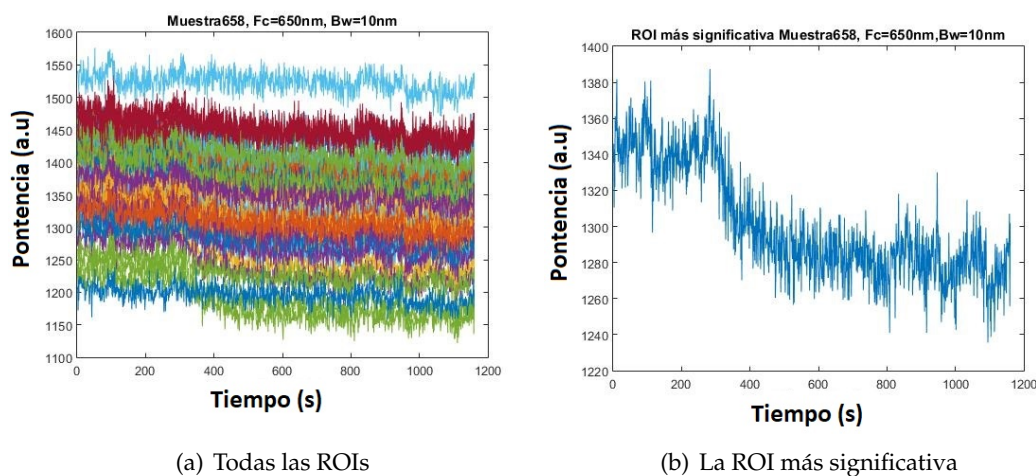 Muestra658, Fc=650nm, Bw=10nm
1600
1550
1500
1450
1400
1350
1300
1250
1200
1150
1100
Pontencia (a.u)
0 200 400 600 800 1000 1200
Tiempo (s)
(a) Todas las ROIs
ROI más significativa Muestra658, Fc=650nm,Bw=10nm
1400
1380
1360
1340
1320
1300
1280
1260
1240
1220
Pontencia (a.u)
0 200 400 600 800 1000 1200
Tiempo (s)
(b) La ROI más significativa